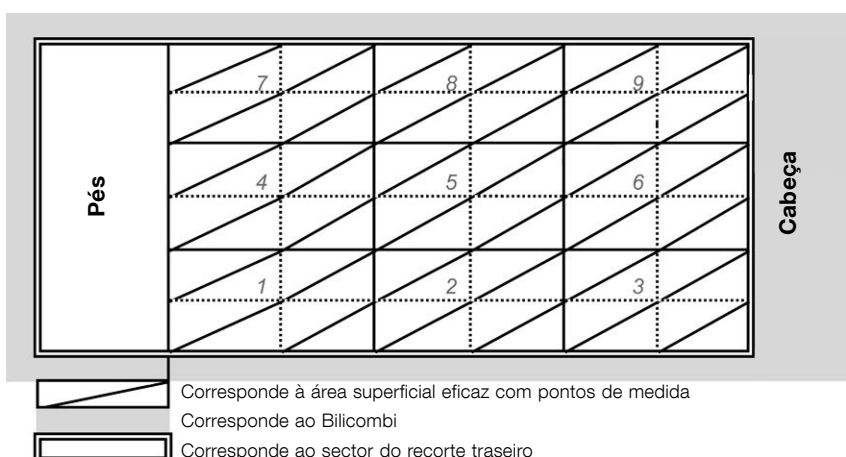 7 8 9
Pés
4 5 6
Cabeça
1 2 3
Corresponde à área superficial eficaz com pontos de medida
Corresponde ao Bilicombi
Corresponde ao sector do recorte traseiro